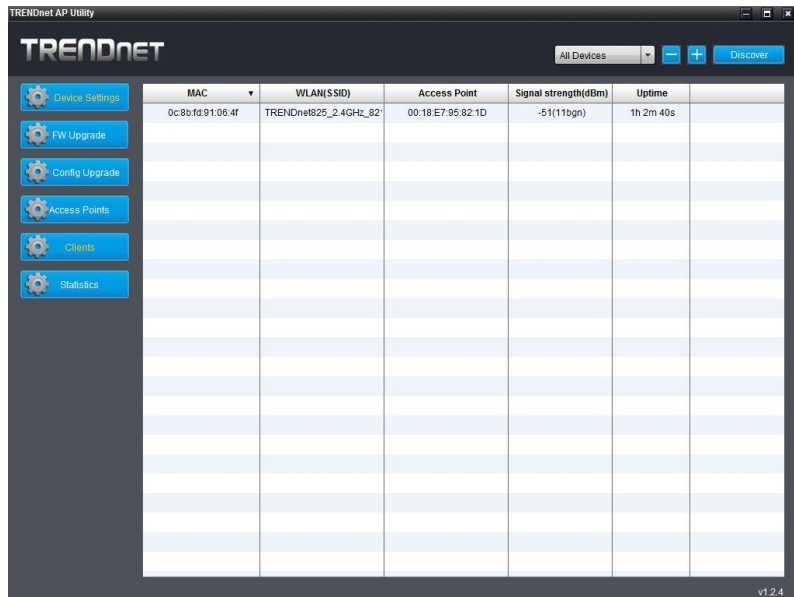 TRENDnet AP Utility
TRENDnet
All Devices
Discover
Device Settings
FW Upgrade
Config Upgrade
Access Points
Clients
Statistics
MAC WLAN(SSID) Access Point Signal strength(dBm) Uptime
0c:8b:fd:91:06:4f TRENDnet825_2.4GHz_82 00:18:E7:95:82:1D -51(11bgn) 1h 2m 40s
v1.2.4